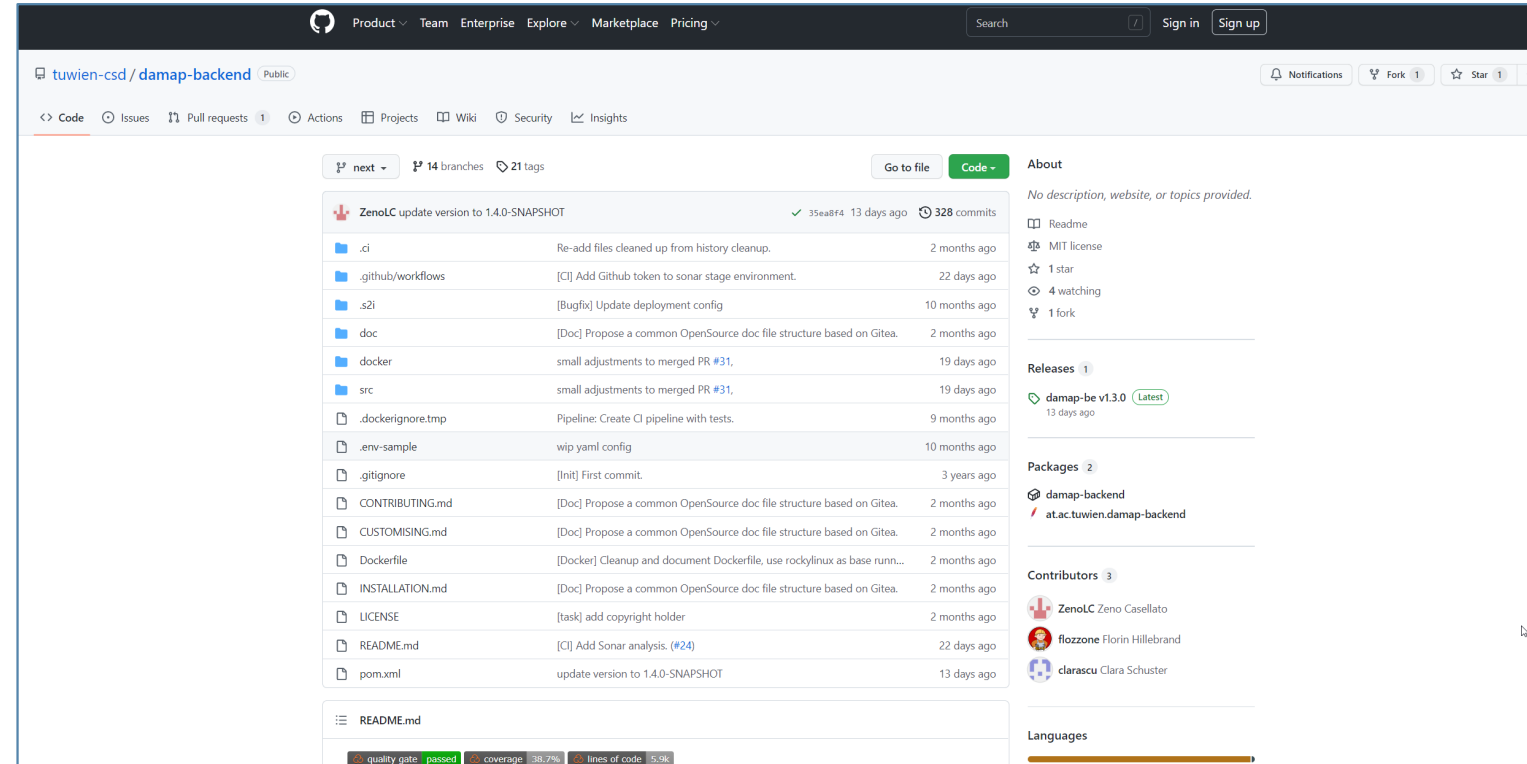 Product Team Enterprise Explore Marketplace Pricing Search / Sign in Sign up
tuwien-csd / damap-backend Public Notifications Fork 1 Star 1
Code Issues Pull requests 1 Actions Projects Wiki Security Insights
next 14 branches 21 tags Go to file Code
ZenoLC update version to 1.4.0-SNAPSHOT 35ea8f4 13 days ago 328 commits
.ci Re-add files cleaned up from history cleanup. 2 months ago
.github/workflows [CI] Add Github token to sonar stage environment. 22 days ago
.s2i [Bugfix] Update deployment config 10 months ago
doc [Doc] Propose a common OpenSource doc file structure based on Gitea. 2 months ago
docker small adjustments to merged PR #31, 19 days ago
src small adjustments to merged PR #31, 19 days ago
.dockerignore.tmp Pipeline: Create CI pipeline with tests. 9 months ago
.env-sample wip yaml config 10 months ago
.gitignore [Init] First commit. 3 years ago
CONTRIBUTING.md [Doc] Propose a common OpenSource doc file structure based on Gitea. 2 months ago
CUSTOMISING.md [Doc] Propose a common OpenSource doc file structure based on Gitea. 2 months ago
Dockerfile [Docker] Cleanup and document Dockerfile, use rockylinux as base runn... 2 months ago
INSTALLATION.md [Doc] Propose a common OpenSource doc file structure based on Gitea. 2 months ago
LICENSE [task] add copyright holder 2 months ago
README.md [CI] Add Sonar analysis. (#24) 22 days ago
pom.xml update version to 1.4.0-SNAPSHOT 13 days ago
README.md
quality gate passed coverage 38.7% lines of code 5.9k
About
No description, website, or topics provided.
Readme
MIT license
1 star
4 watching
1 fork
Releases 1
damap-be v1.3.0 Latest
13 days ago
Packages 2
damap-backend
at.ac.tuwien.damap-backend
Contributors 3
ZenoLC Zeno Casellato
flozzone Florin Hillebrand
clarascu Clara Schuster
Languages